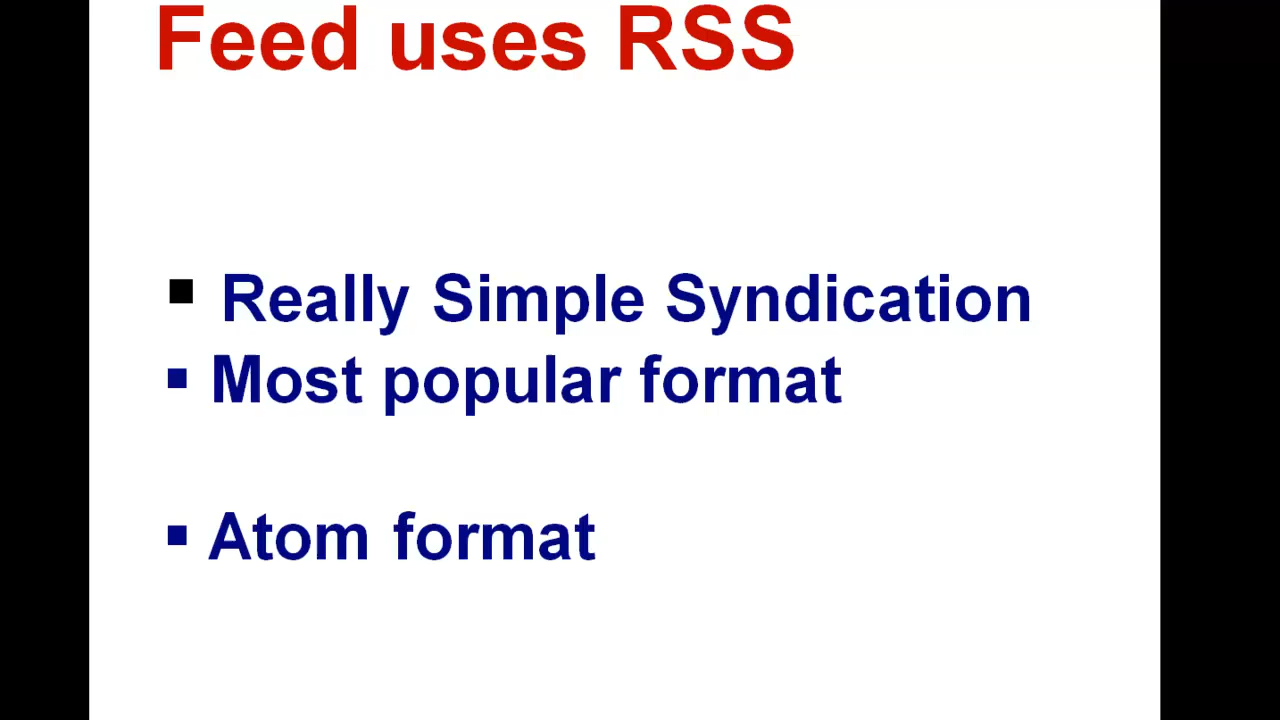 Feed uses RSS
▪ Really Simple Syndication
▪ Most popular format
▪ Atom format